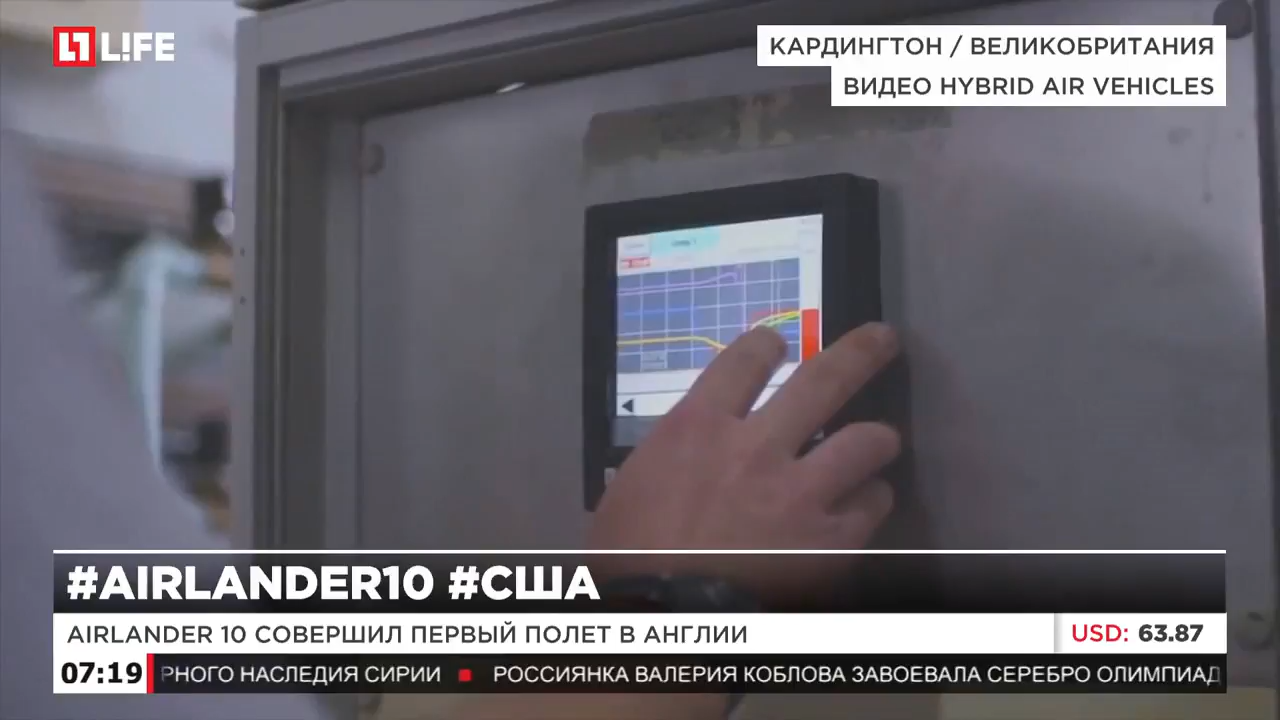 L!FE
КАРДИНГТОН / ВЕЛИКОБРИТАНИЯ
ВИДЕО HYBRID AIR VEHICLES
#AIRLANDER10 #США
AIRLANDER 10 СОВЕРШИЛ ПЕРВЫЙ ПОЛЕТ В АНГЛИИ
USD: 63.87
07:19
РНОГО НАСЛЕДИЯ СИРИИ ■ РОССИЯНКА ВАЛЕРИЯ КОБЛОВА ЗАВОЕВАЛА СЕРЕБРО ОЛИМПИАД